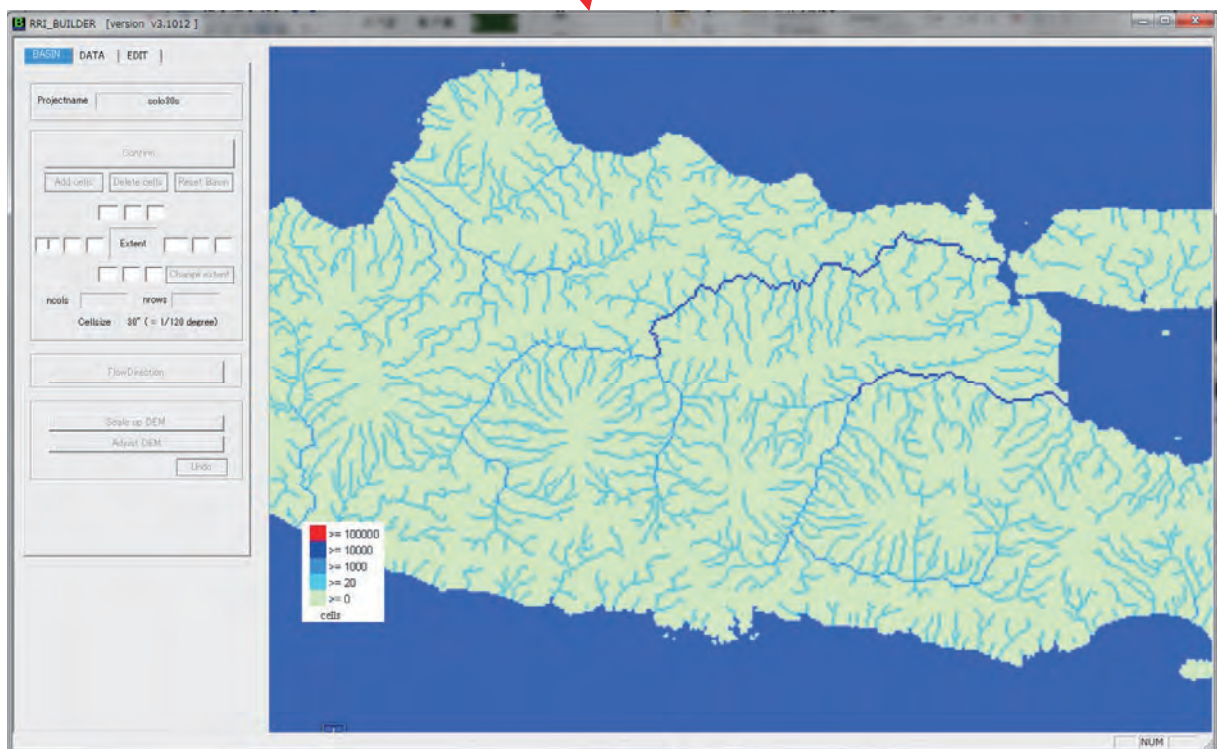 RRI_BUILDER [version v3.1012 ]
BASIN DATA | EDIT |
Projectname solo30s
Confirm
Add cells Delete cells Reset Basin
Extent
Change extent
ncols nrows
Cellsize 30" ( = 1/120 degree)
FlowDirection
Scale up DEM
Adjust DEM
Undo
>= 100000
>= 10000
>= 1000
>= 20
>= 0
cells
NUM